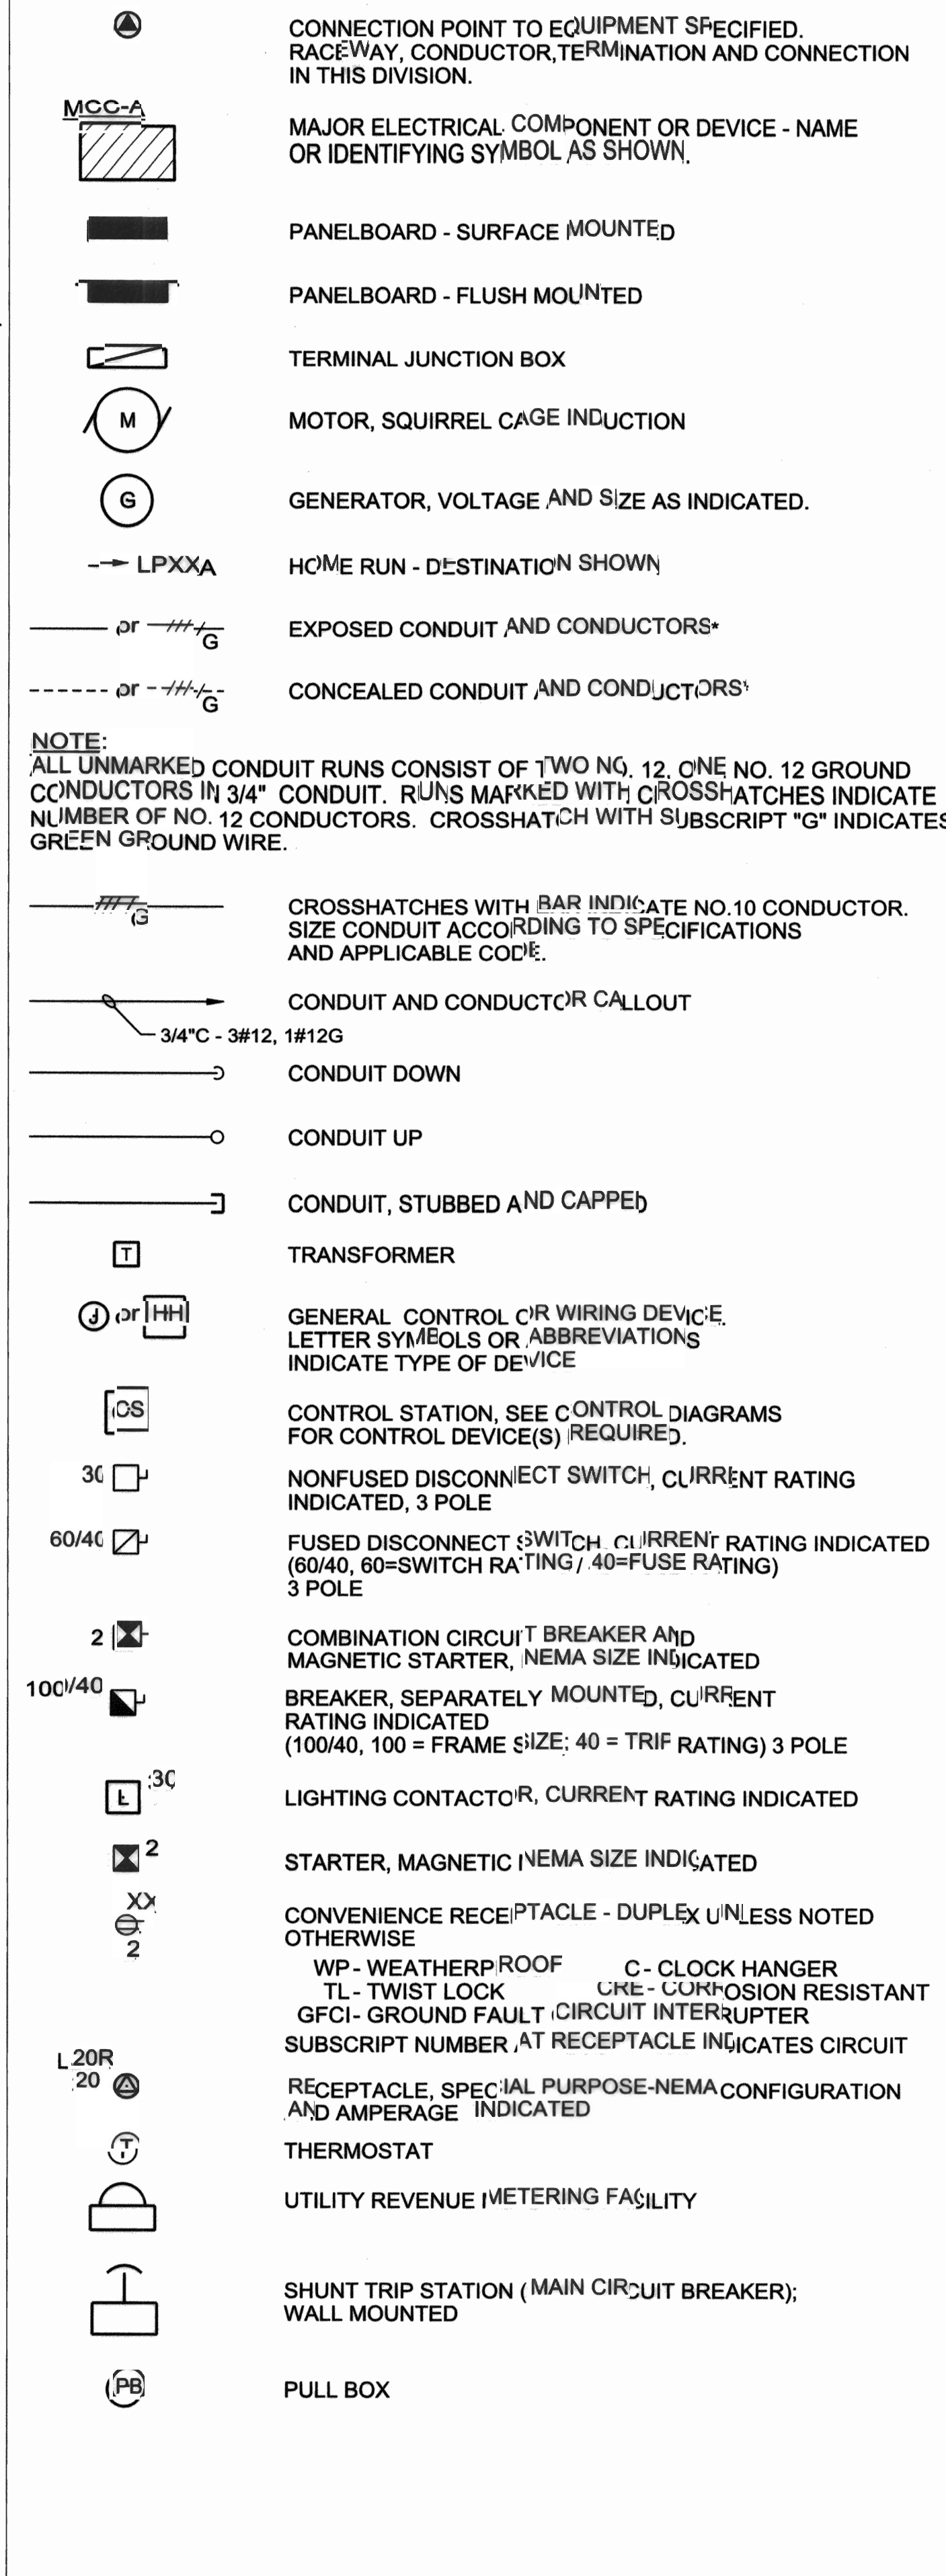 CONNECTION POINT TO EQUIPMENT SPECIFIED.
RACEWAY, CONDUCTOR,TERMINATION AND CONNECTION
IN THIS DIVISION.
MCC-A
MAJOR ELECTRICAL COMPONENT OR DEVICE - NAME
OR IDENTIFYING SYMBOL AS SHOWN.
PANELBOARD - SURFACE MOUNTED
PANELBOARD - FLUSH MOUNTED
TERMINAL JUNCTION BOX
M MOTOR, SQUIRREL CAGE INDUCTION
G GENERATOR, VOLTAGE AND SIZE AS INDICATED.
LPXXA HOME RUN - DESTINATION SHOWN
or G EXPOSED CONDUIT AND CONDUCTORS*
or G CONCEALED CONDUIT AND CONDUCTORS*
NOTE:
ALL UNMARKED CONDUIT RUNS CONSIST OF TWO NO. 12, ONE NO. 12 GROUND
CONDUCTORS IN 3/4" CONDUIT. RUNS MARKED WITH CROSSHATCHES INDICATE
NUMBER OF NO. 12 CONDUCTORS. CROSSHATCH WITH SUBSCRIPT "G" INDICATES
GREEN GROUND WIRE.
G CROSSHATCHES WITH BAR INDICATE NO.10 CONDUCTOR.
SIZE CONDUIT ACCORDING TO SPECIFICATIONS
AND APPLICABLE CODE.
CONDUIT AND CONDUCTOR CALLOUT
3/4"C - 3#12, 1#12G
CONDUIT DOWN
CONDUIT UP
CONDUIT, STUBBED AND CAPPED
T TRANSFORMER
J or HH GENERAL CONTROL OR WIRING DEVICE.
LETTER SYMBOLS OR ABBREVIATIONS
INDICATE TYPE OF DEVICE
CS CONTROL STATION, SEE CONTROL DIAGRAMS
FOR CONTROL DEVICE(S) REQUIRED.
30 NONFUSED DISCONNECT SWITCH, CURRENT RATING
INDICATED, 3 POLE
60/40 FUSED DISCONNECT SWITCH, CURRENT RATING INDICATED
(60/40, 60=SWITCH RATING / 40=FUSE RATING)
3 POLE
2 COMBINATION CIRCUIT BREAKER AND
MAGNETIC STARTER, NEMA SIZE INDICATED
100/40 BREAKER, SEPARATELY MOUNTED, CURRENT
RATING INDICATED
(100/40, 100 = FRAME SIZE; 40 = TRIP RATING) 3 POLE
L 30 LIGHTING CONTACTOR, CURRENT RATING INDICATED
2 STARTER, MAGNETIC NEMA SIZE INDICATED
XX
2
CONVENIENCE RECEPTACLE - DUPLEX UNLESS NOTED
OTHERWISE
WP - WEATHERPROOF C - CLOCK HANGER
TL - TWIST LOCK CRE - CORROSION RESISTANT
GFCI - GROUND FAULT CIRCUIT INTERRUPTER
SUBSCRIPT NUMBER AT RECEPTACLE INDICATES CIRCUIT
L 20R
20 RECEPTACLE, SPECIAL PURPOSE-NEMA CONFIGURATION
AND AMPERAGE INDICATED
T THERMOSTAT
UTILITY REVENUE METERING FACILITY
SHUNT TRIP STATION (MAIN CIRCUIT BREAKER);
WALL MOUNTED
PB PULL BOX